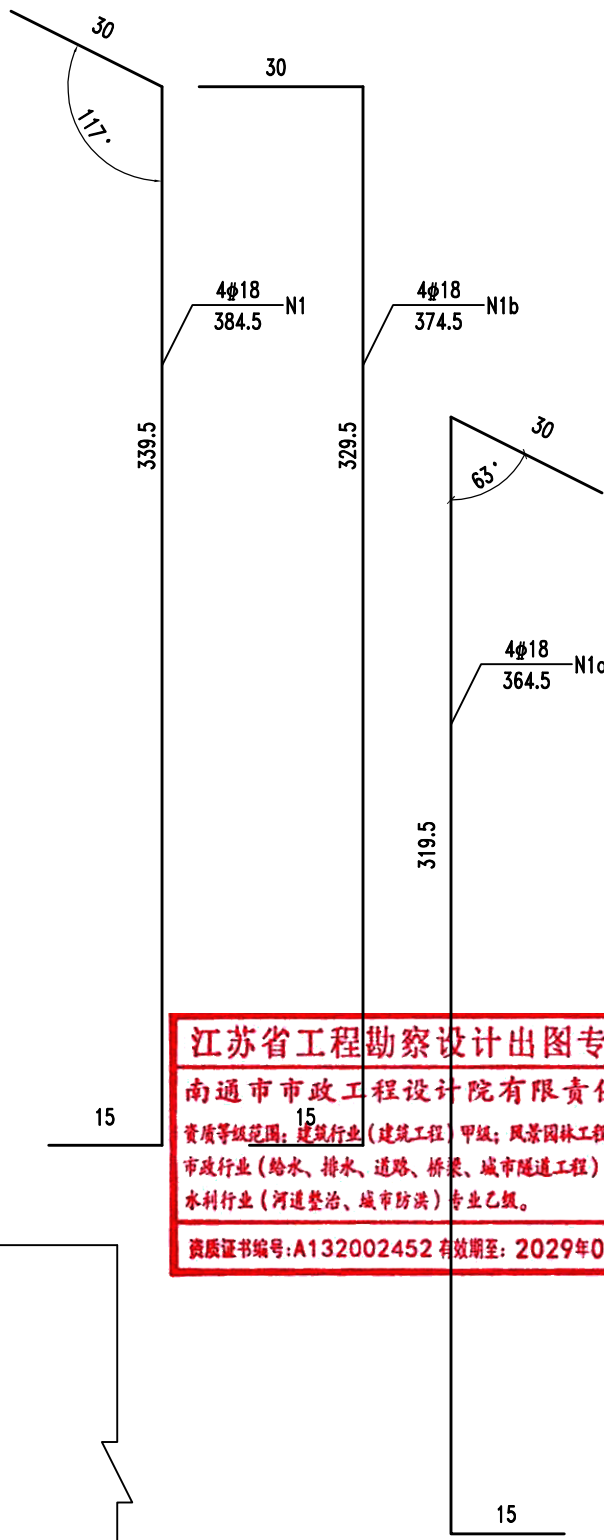 30
117°
30
4ϕ18
384.5
N1
4ϕ18
374.5
N1b
339.5
329.5
30
63°
4ϕ18
364.5
319.5
江苏省工程勘察设计出图专
南通市市政工程设计院有限责
资质等级范围：建筑行业（建筑工程）甲级；风景园林工程
市政行业（给水、排水、道路、桥梁、城市隧道工程）
水利行业（河道整治、城市防洪）专业乙级。
资质证书编号：A132002452 有效期至：2029年0
15
15
15